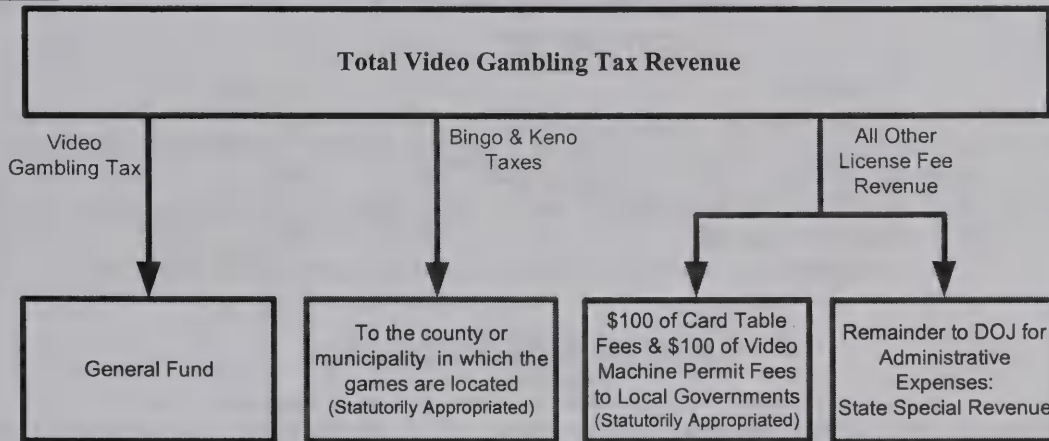 Total Video Gambling Tax Revenue
Video
Gambling Tax
Bingo & Keno
Taxes
All Other
License Fee
Revenue
General Fund
To the county or
municipality in which the
games are located
(Statutorily Appropriated)
$100 of Card Table
Fees & $100 of Video
Machine Permit Fees
to Local Governments
(Statutorily Appropriated)
Remainder to DOJ for
Administrative
Expenses:
State Special Revenue